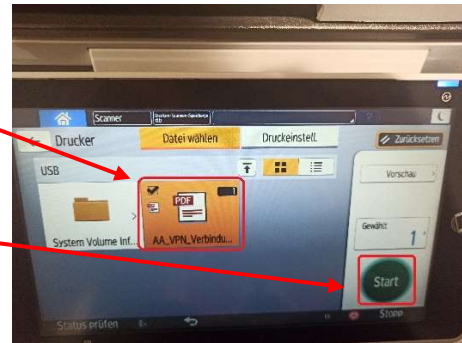 Scanner
Drucker
Datei wählen
Druckeinstell.
Zurücksetzen
USB
Vorschau
PDF
System Volume Inf...
AA_VPN_Verbindu...
Gewählt
1
Start
Status prüfen
Stopp